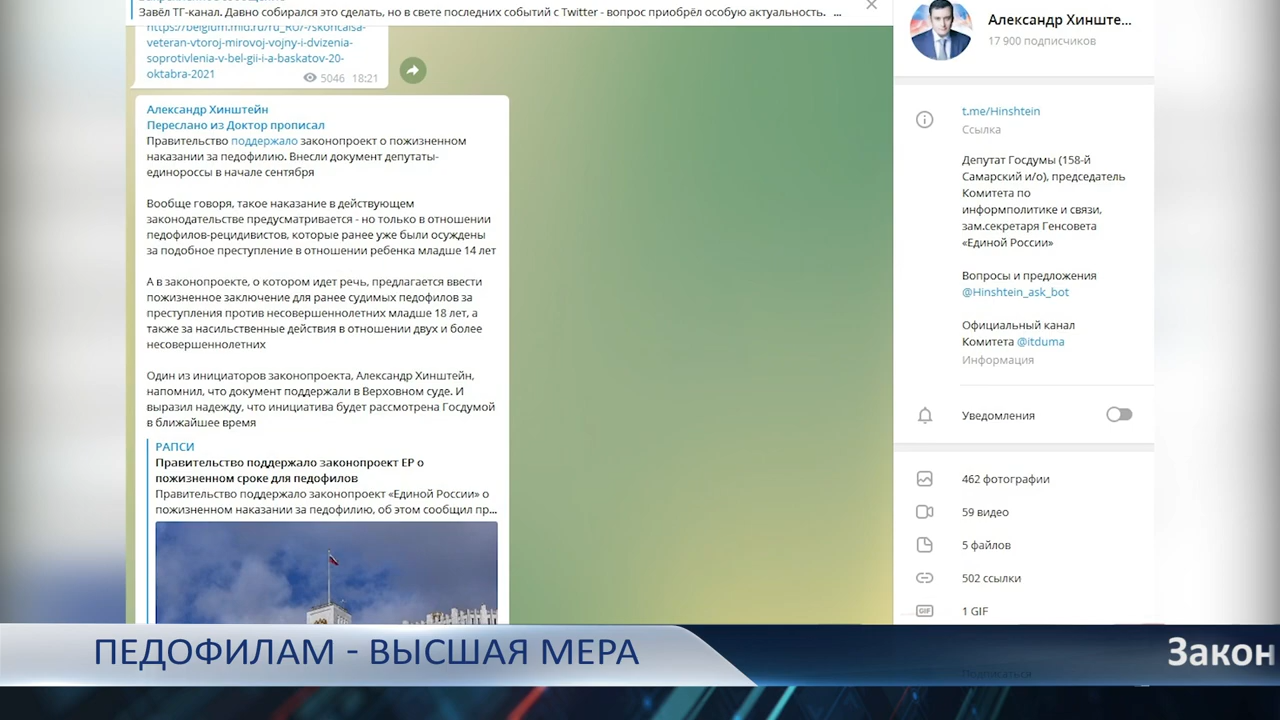 Завёл ТГ-канал. Давно собирался это сделать, но в свете последних событий с Twitter - вопрос приобрёл особую актуальность. ...
https://belgium.mid.ru/ru_RU/-/skoncalsa-
veteran-vtoroj-mirovoj-vojny-i-dvizenia-
soprotivlenia-v-bel-gii-i-a-baskatov-20-
oktabra-2021
5046 18:21
Александр Хинштейн
Переслано из Доктор прописал
Правительство поддержало законопроект о пожизненном
наказании за педофилию. Внесли документ депутаты-
единороссы в начале сентября
Вообще говоря, такое наказание в действующем
законодательстве предусматривается - но только в отношении
педофилов-рецидивистов, которые ранее уже были осуждены
за подобное преступление в отношении ребенка младше 14 лет
А в законопроекте, о котором идет речь, предлагается ввести
пожизненное заключение для ранее судимых педофилов за
преступления против несовершеннолетних младше 18 лет, а
также за насильственные действия в отношении двух и более
несовершеннолетних
Один из инициаторов законопроекта, Александр Хинштейн,
напомнил, что документ поддержали в Верховном суде. И
выразил надежду, что инициатива будет рассмотрена Госдумой
в ближайшее время
РАПСИ
Правительство поддержало законопроект ЕР о
пожизненном сроке для педофилов
Правительство поддержало законопроект «Единой России» о
пожизненном наказании за педофилию, об этом сообщил пр...
Александр Хинште...
17 900 подписчиков
t.me/Hinshtein
Ссылка
Депутат Госдумы (158-й
Самарский и/о), председатель
Комитета по
информполитике и связи,
зам.секретаря Генсовета
«Единой России»
Вопросы и предложения
@Hinshtein_ask_bot
Официальный канал
Комитета @itduma
Информация
Уведомления
462 фотографии
59 видео
5 файлов
502 ссылки
GIF 1 GIF
Подписаться
ПЕДОФИЛАМ - ВЫСШАЯ МЕРА
Закон